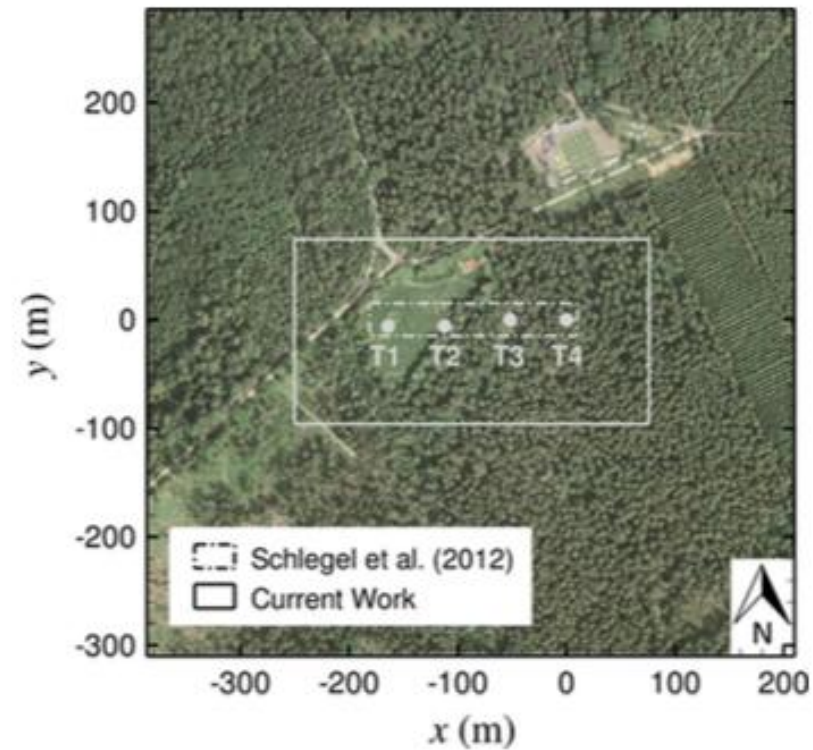 200
100
0
-100
-200
-300
y (m)
T1 T2 T3 T4
Schlegel et al. (2012)
Current Work
N
-300 -200 -100 0 100 200
x (m)